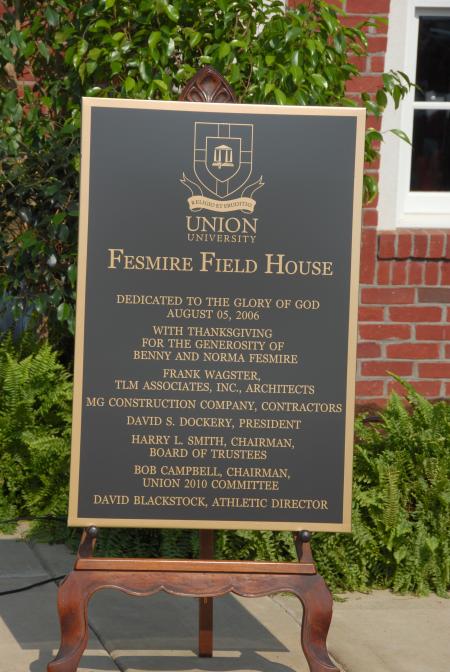 RELIGIO ET ERUDITIO
UNION
UNIVERSITY
FESMIRE FIELD HOUSE
DEDICATED TO THE GLORY OF GOD
AUGUST 05, 2006
WITH THANKSGIVING
FOR THE GENEROSITY OF
BENNY AND NORMA FESMIRE
FRANK WAGSTER,
TLM ASSOCIATES, INC., ARCHITECTS
MG CONSTRUCTION COMPANY, CONTRACTORS
DAVID S. DOCKERY, PRESIDENT
HARRY L. SMITH, CHAIRMAN,
BOARD OF TRUSTEES
BOB CAMPBELL, CHAIRMAN,
UNION 2010 COMMITTEE
DAVID BLACKSTOCK, ATHLETIC DIRECTOR